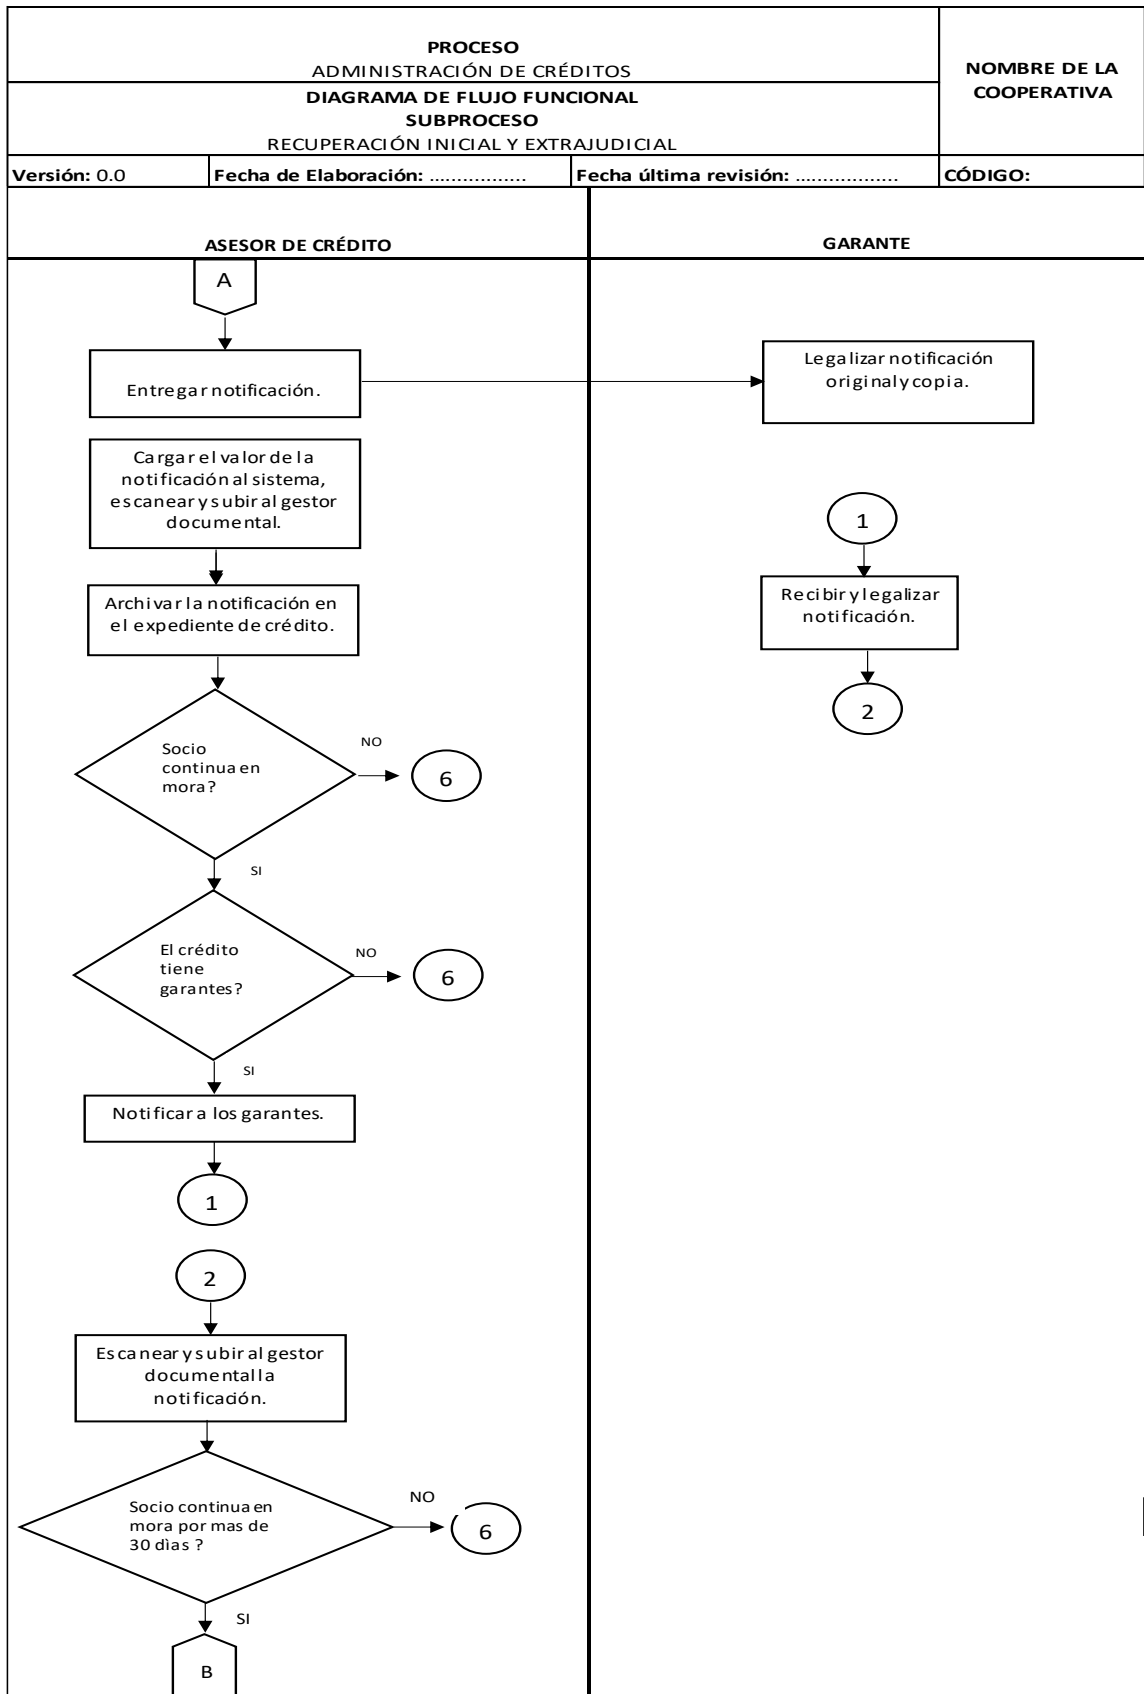 PROCESO
ADMINISTRACIÓN DE CRÉDITOS
DIAGRAMA DE FLUJO FUNCIONAL
SUBPROCESO
RECUPERACIÓN INICIAL Y EXTRAJUDICIAL
NOMBRE DE LA
COOPERATIVA
Versión: 0.0
Fecha de Elaboración: .................
Fecha última revisión: ..................
CÓDIGO:
ASESOR DE CRÉDITO
GARANTE
A
Entregar notificación.
Legalizar notificación
original y copia.
Cargar el valor de la
notificación al sistema,
escanear y subir al gestor
documental.
1
Archivar la notificación en
el expediente de crédito.
Recibir y legalizar
notificación.
2
Socio
continua en
mora?
NO
6
SI
El crédito
tiene
garantes?
NO
6
SI
Notificar a los garantes.
1
2
Escanear y subir al gestor
documental la
notificación.
Socio continua en
mora por mas de
30 dìas ?
NO
6
SI
B